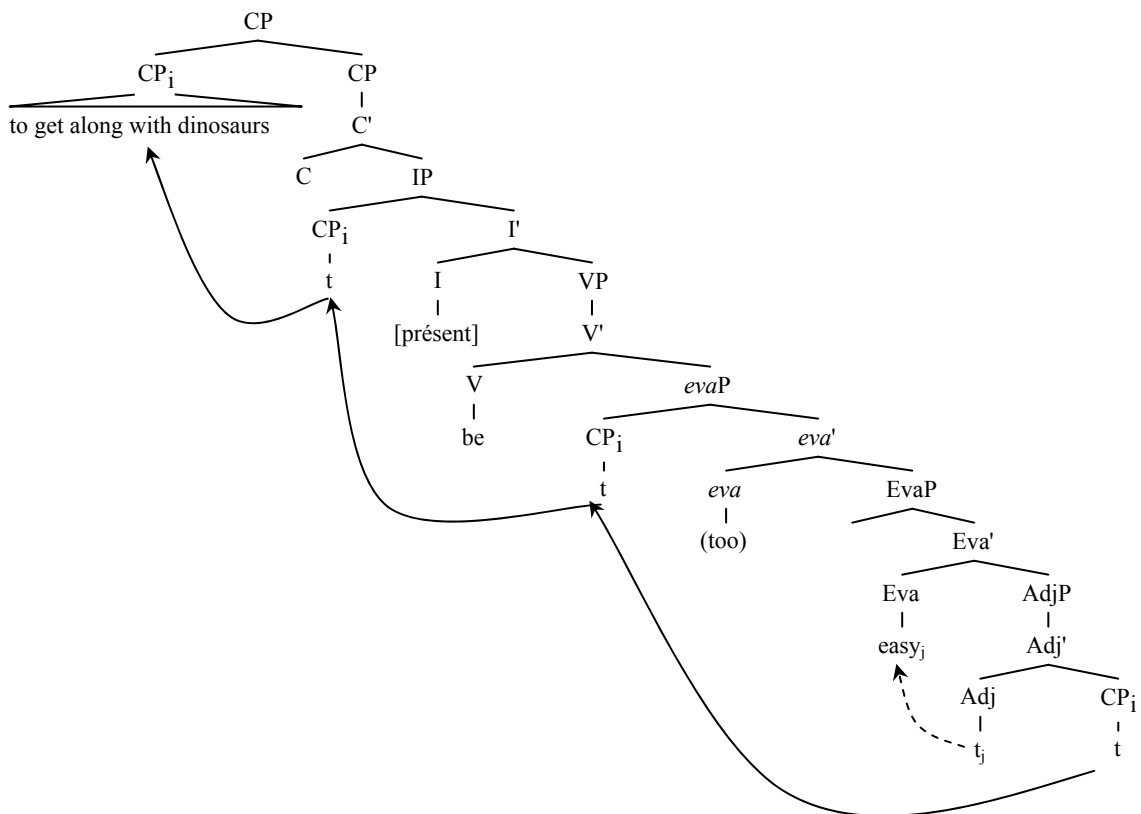 CP
CPi CP
to get along with dinosaurs C'
C IP
CPi I'
t I VP
[présent] V'
V evaP
be CPi eva'
t eva EvaP
(too) Eva'
Eva AdjP
easyj Adj'
Adj CPi
tj t